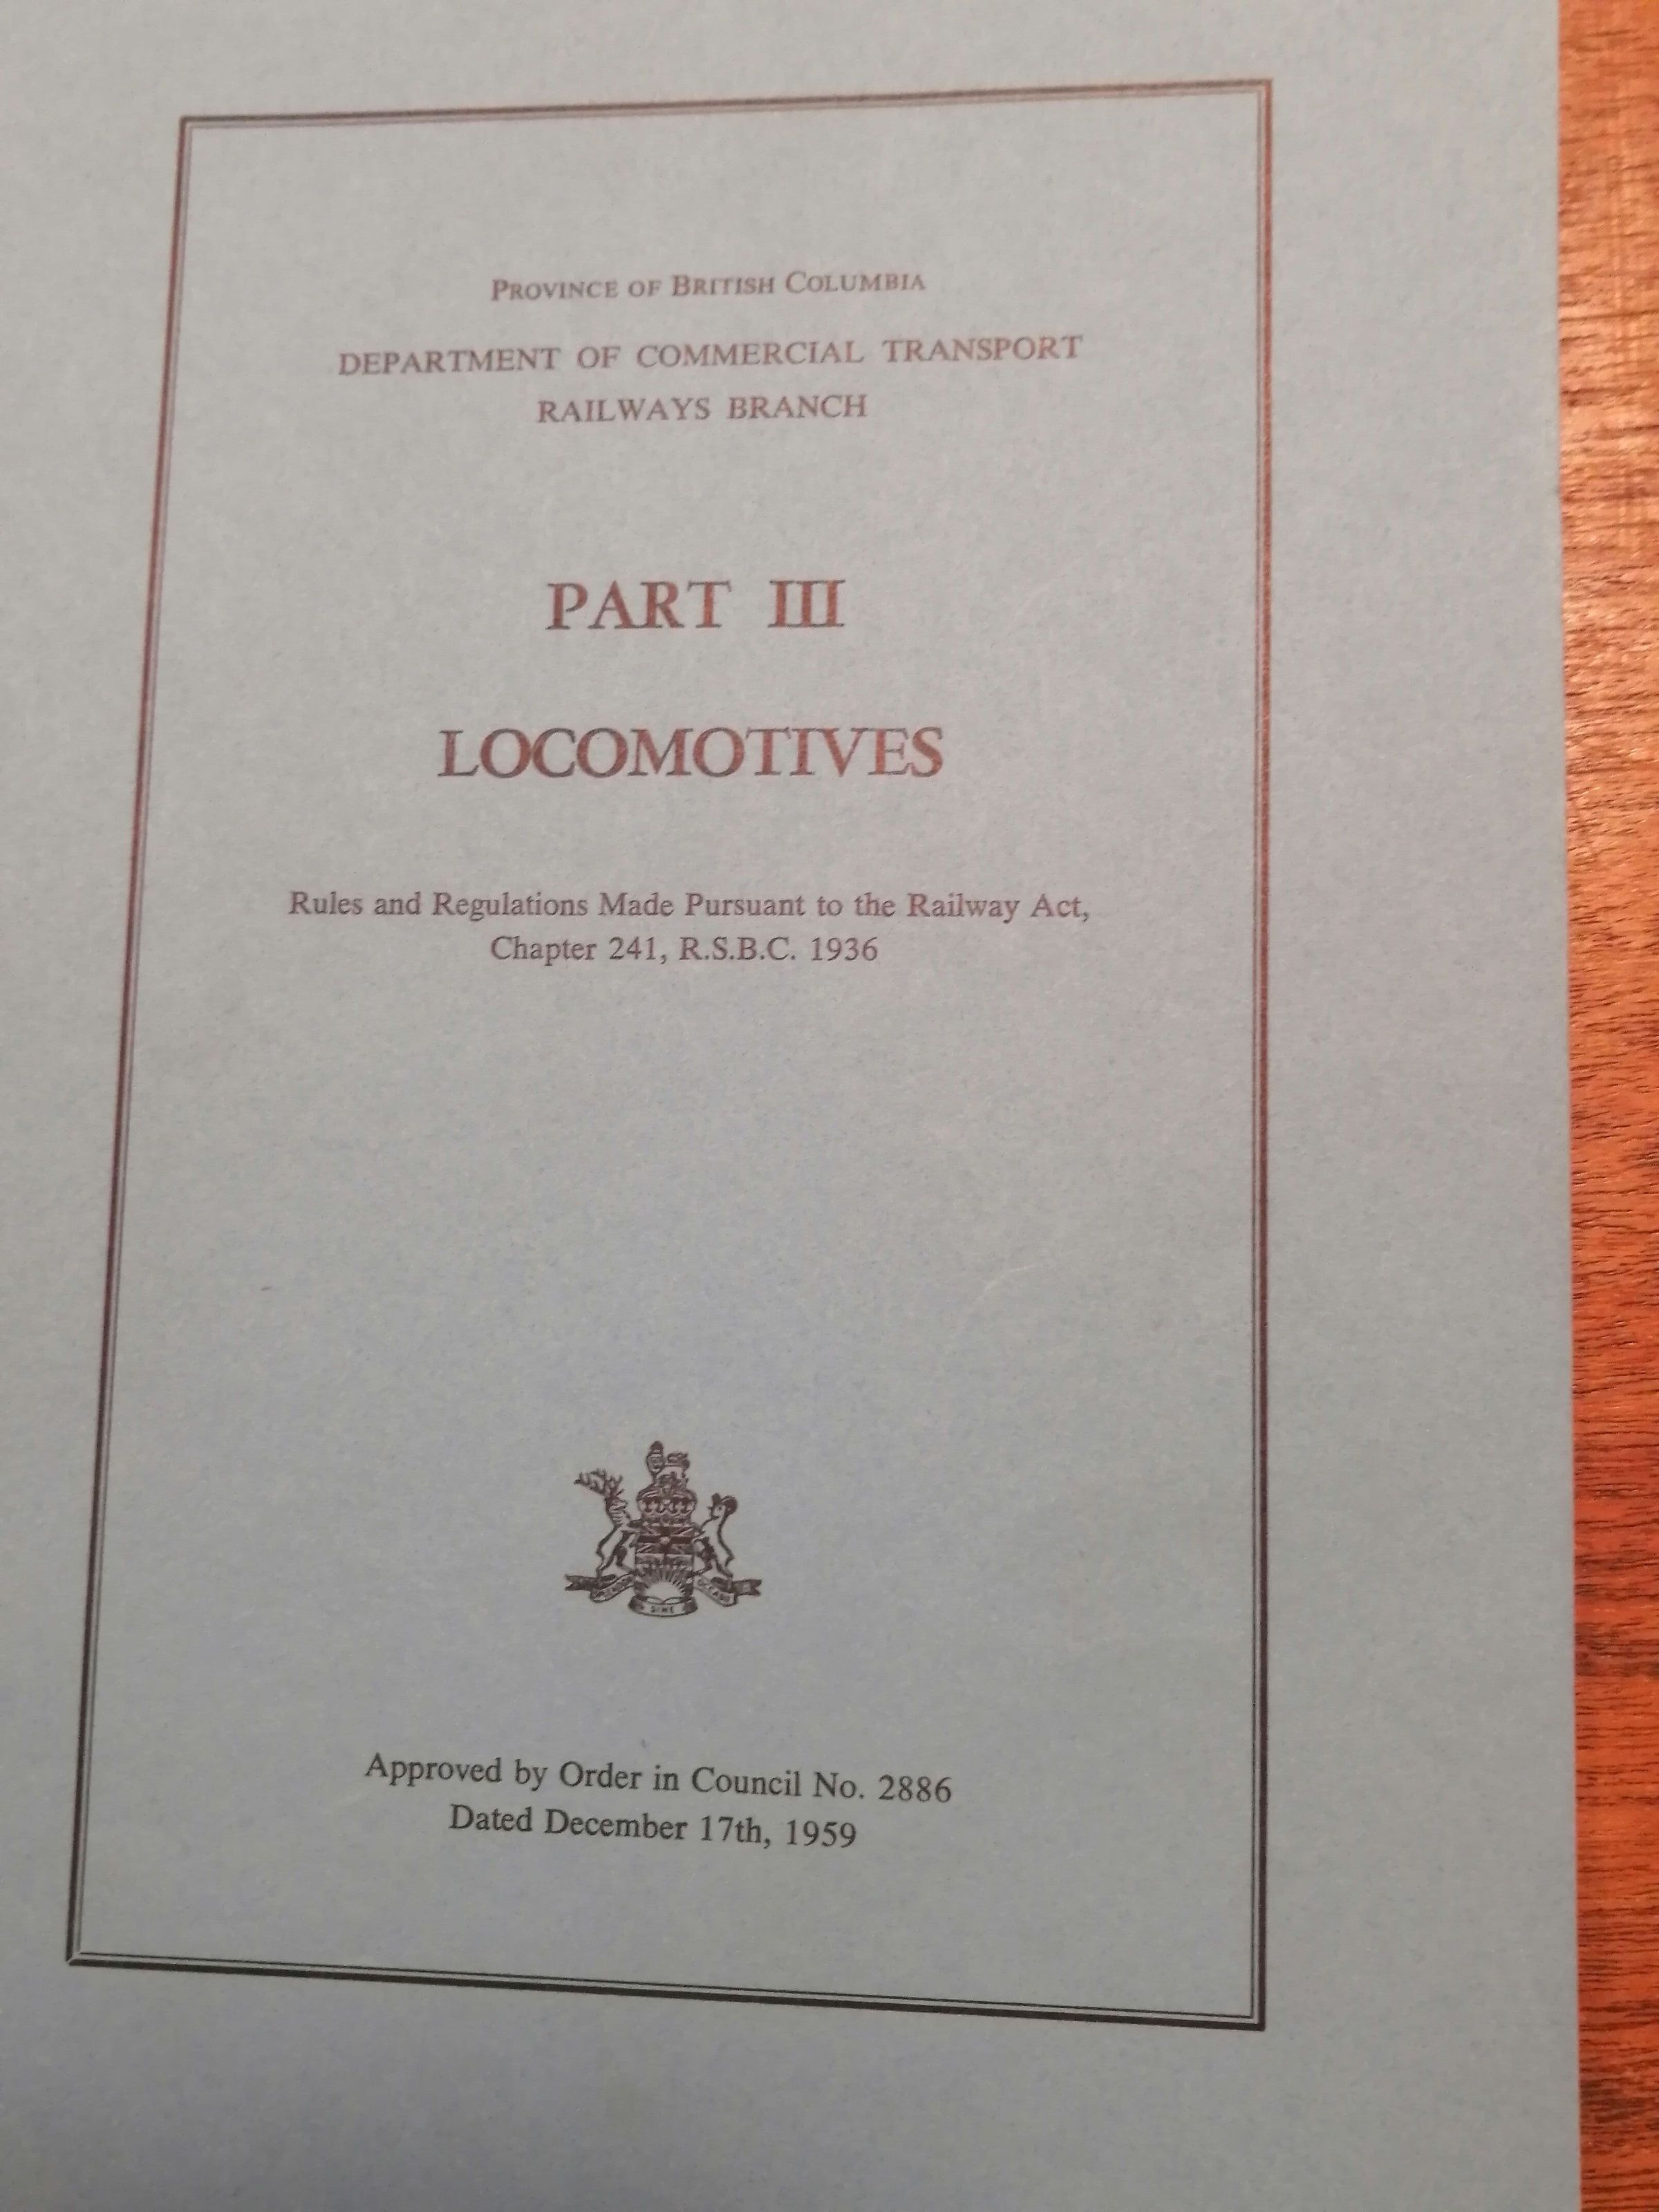 PROVINCE OF BRITISH COLUMBIA
DEPARTMENT OF COMMERCIAL TRANSPORT
RAILWAYS BRANCH
PART III
LOCOMOTIVES
Rules and Regulations Made Pursuant to the Railway Act,
Chapter 241, R.S.B.C. 1936
SINE
Approved by Order in Council No. 2886
Dated December 17th, 1959